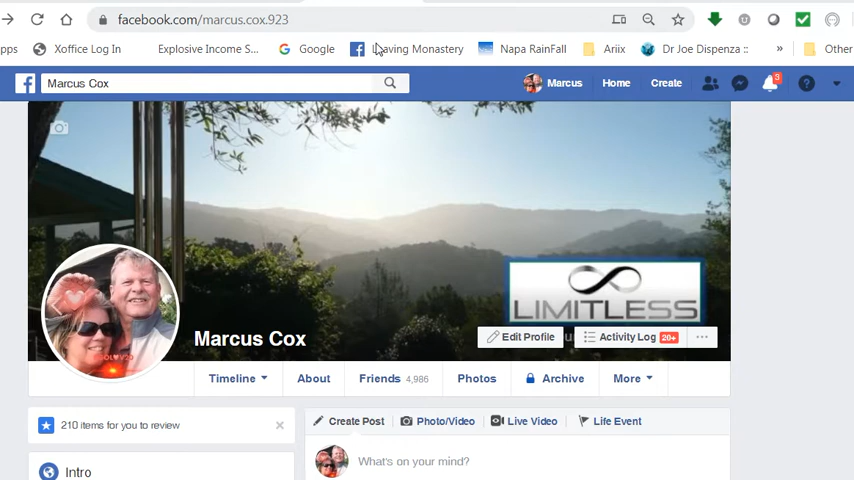 facebook.com/marcus.cox.923
pps Xoffice Log In Explosive Income S... Google Leaving Monastery Napa RainFall Ariix Dr Joe Dispenza :: » Other
Marcus Cox Marcus Home Create 3
LIMITLESS
Marcus Cox Edit Profile Activity Log 20+ ...
Timeline About Friends 4,986 Photos Archive More
210 items for you to review Create Post Photo/Video Live Video Life Event
Intro What's on your mind?